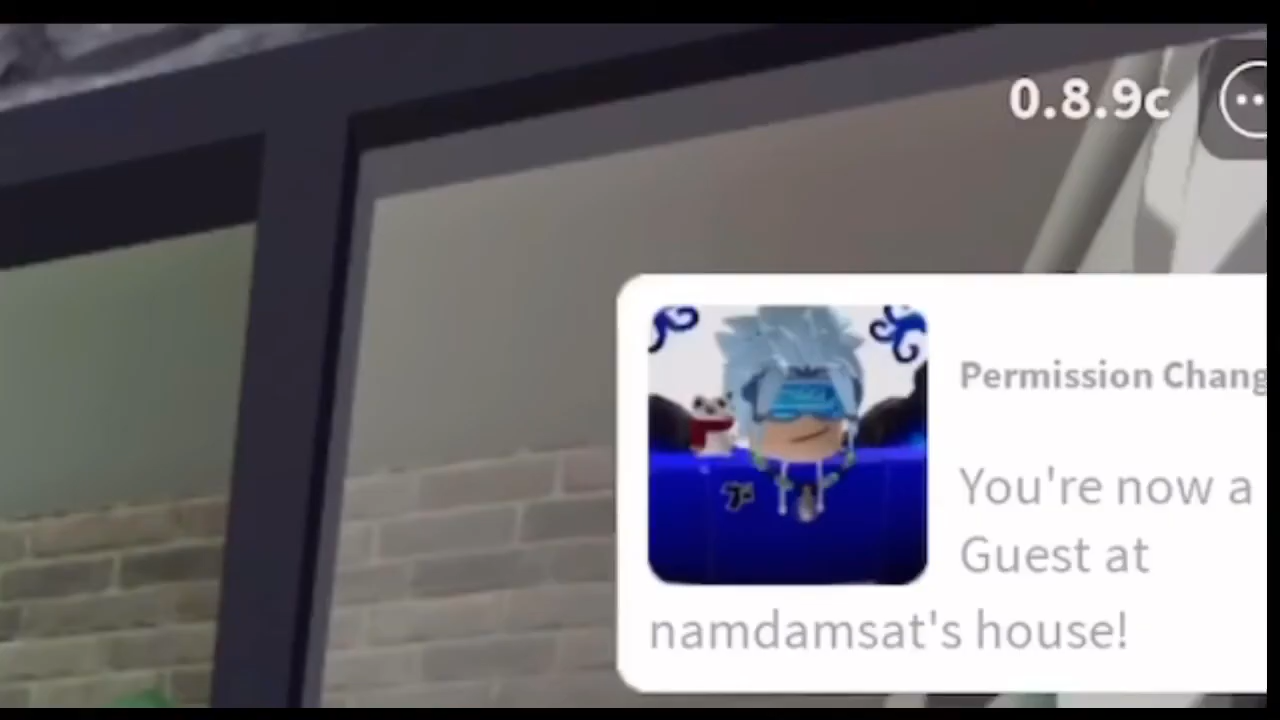 0.8.9c
Permission Chang
You're now a
Guest at
namdamsat's house!